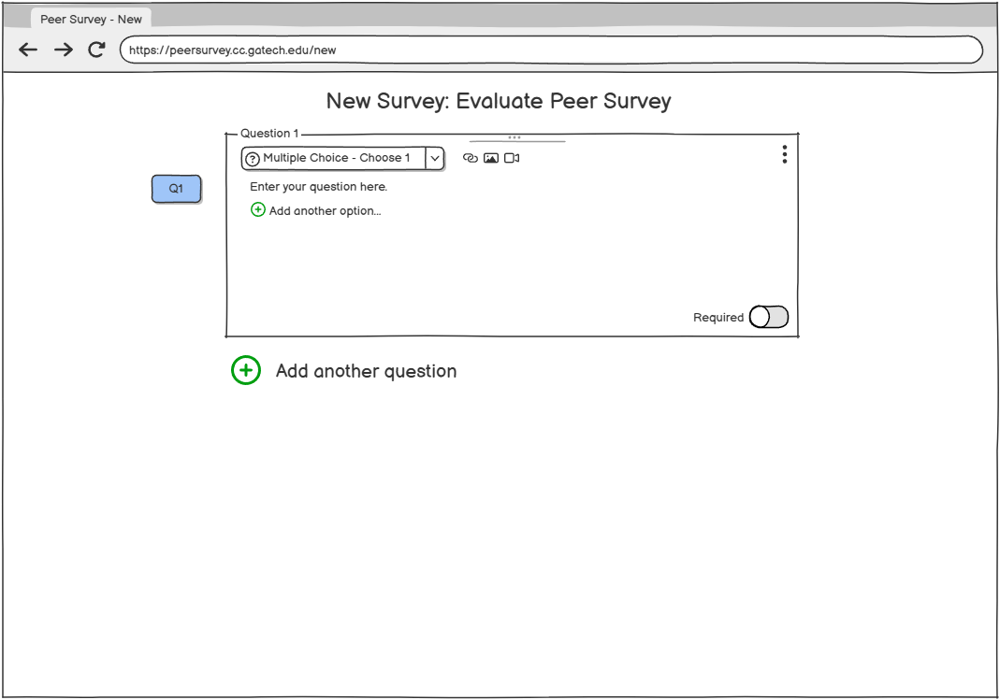 Peer Survey - New
https://peersurvey.cc.gatech.edu/new
New Survey: Evaluate Peer Survey
Question 1
Multiple Choice - Choose 1
Q1
Enter your question here.
Add another option...
Required
Add another question